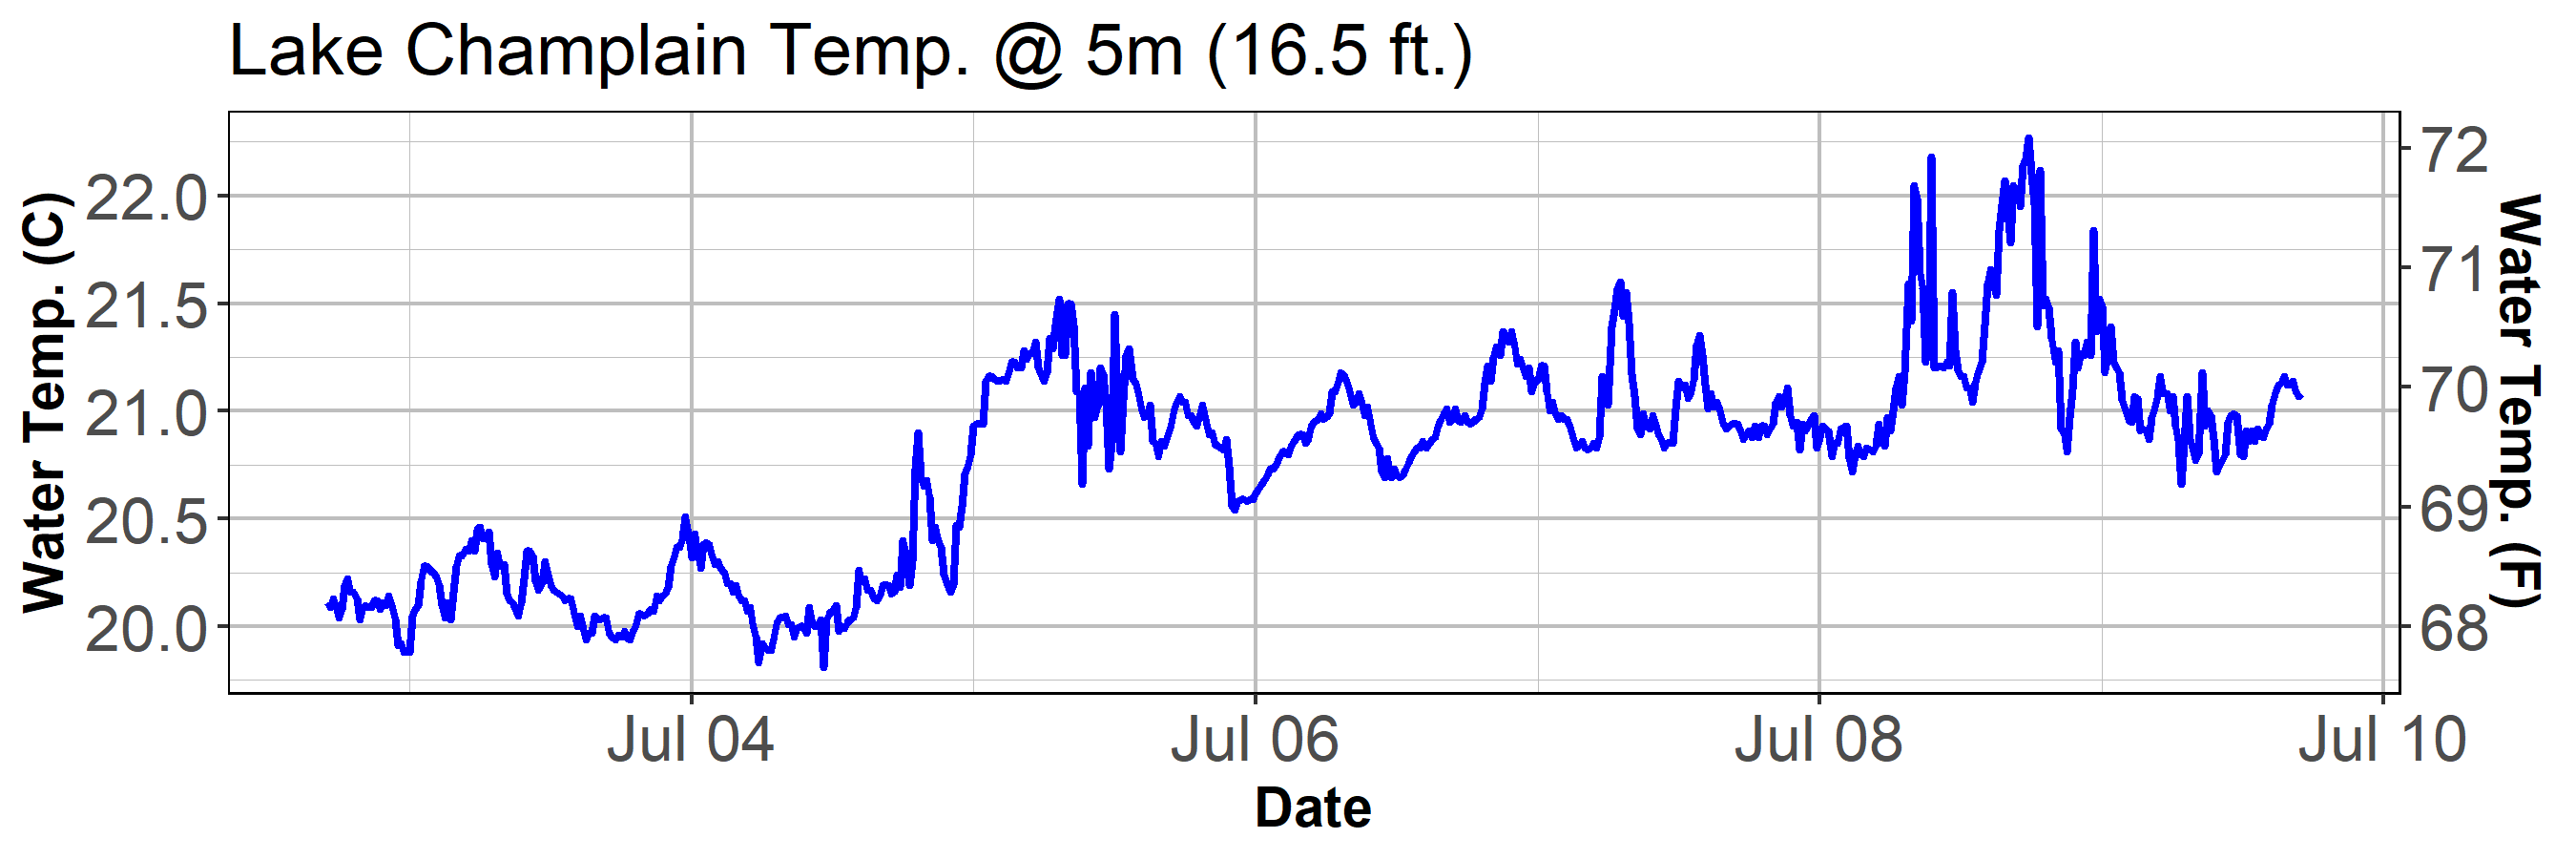 Lake Champlain Temp. @ 5m (16.5 ft.)
Water Temp. (C)
22.0
21.5
21.0
20.5
20.0
72
71
70
69
68
Water Temp. (F)
Jul 04
Jul 06
Jul 08
Jul 10
Date